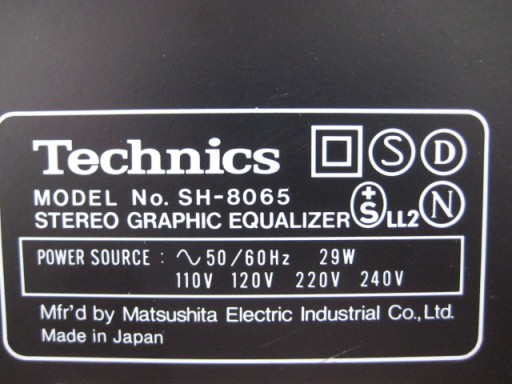 Technics S D
MODEL No. SH-8065
STEREO GRAPHIC EQUALIZER +S LL2 N
POWER SOURCE : ∿ 50/60Hz 29W
110V 120V 220V 240V
Mfr'd by Matsushita Electric Industrial Co., Ltd.
Made in Japan